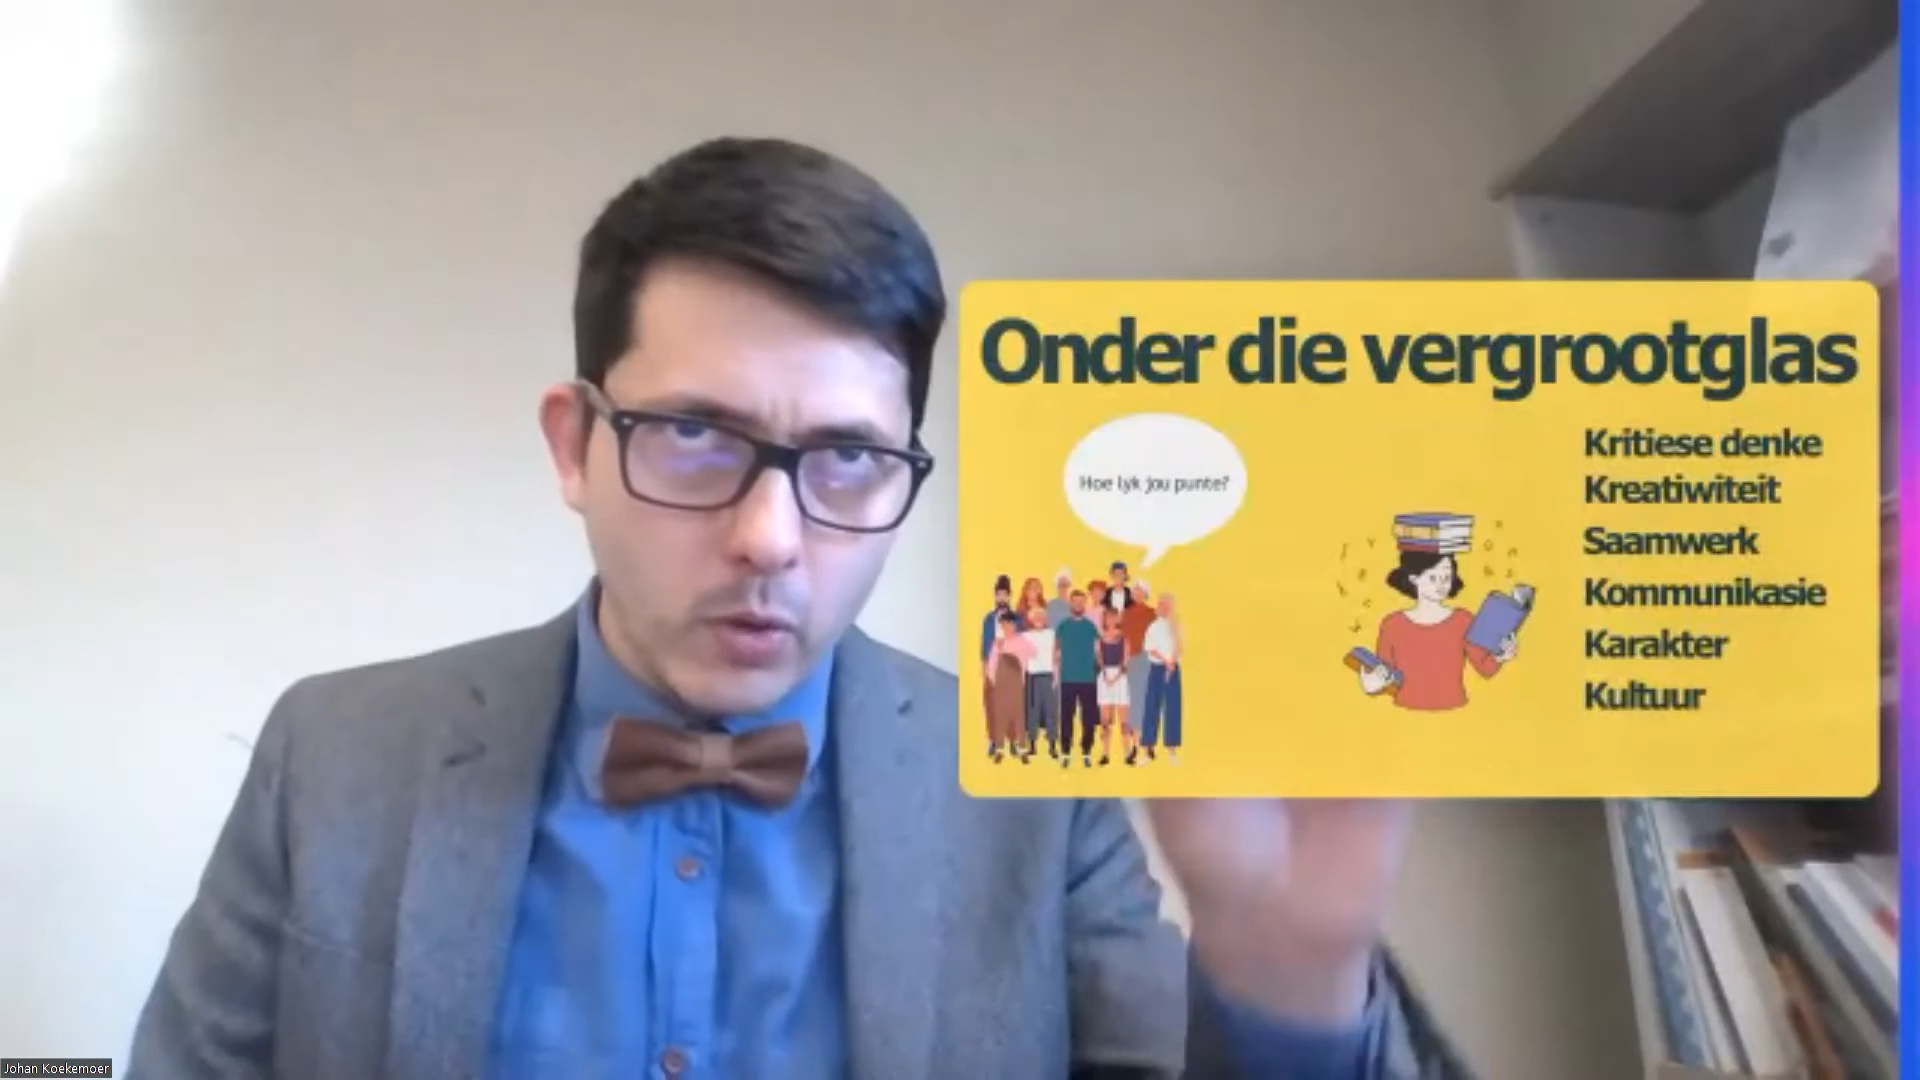 Onder die vergrootglas
Hoe lyk jou punte?
Kritiese denke
Kreatiwiteit
Saamwerk
Kommunikasie
Karakter
Kultuur
Johan Koekemoer